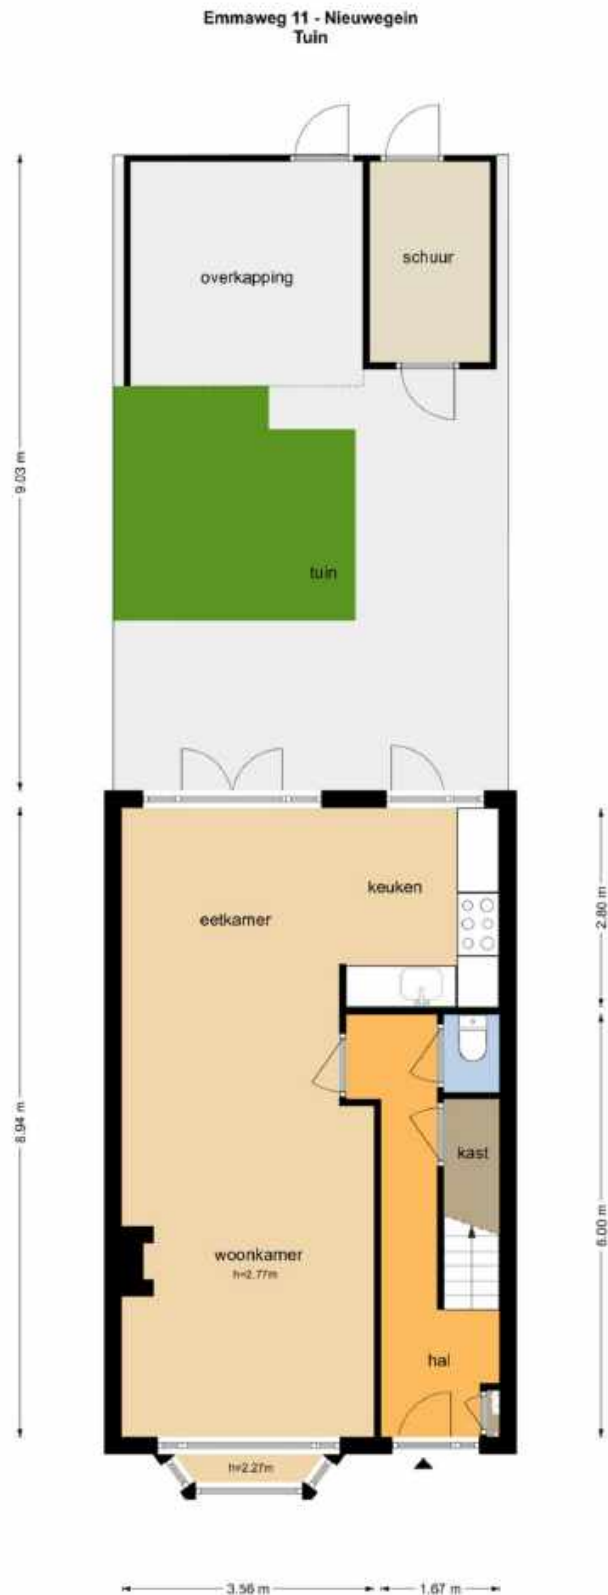 Emmaweg 11 - Nieuwegein
Tuin
schuur
overkapping
9.03 m
tuin
keuken
eetkamer
2.80 m
8.94 m
kast
6.00 m
woonkamer
h=2.77m
hal
h=2.27m
3.56 m
1.67 m